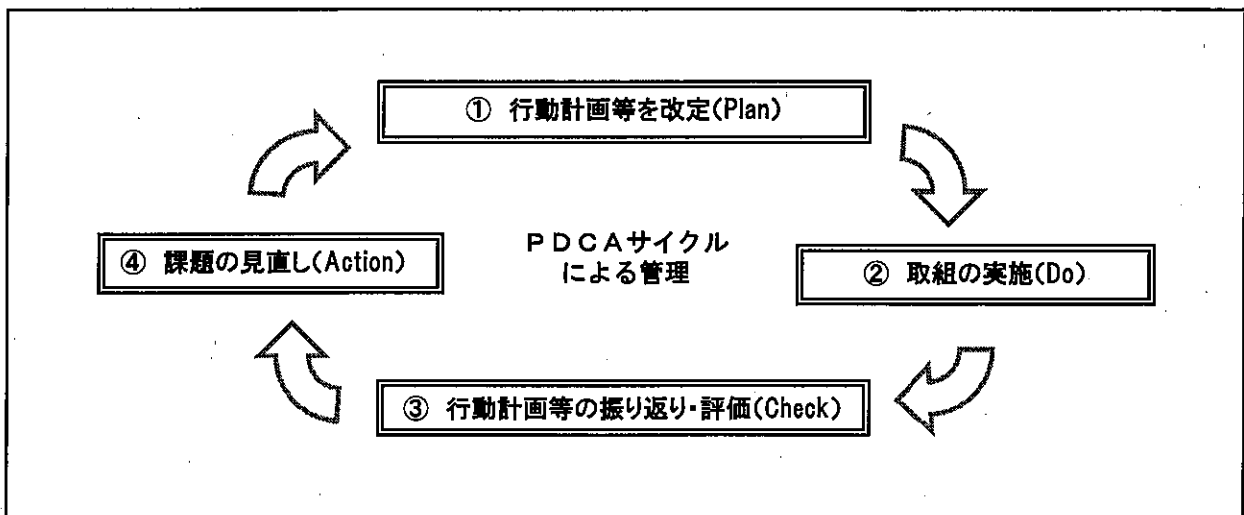 ① 行動計画等を改定(Plan)
PDCAサイクル
による管理
④ 課題の見直し(Action)
② 取組の実施(Do)
③ 行動計画等の振り返り・評価(Check)